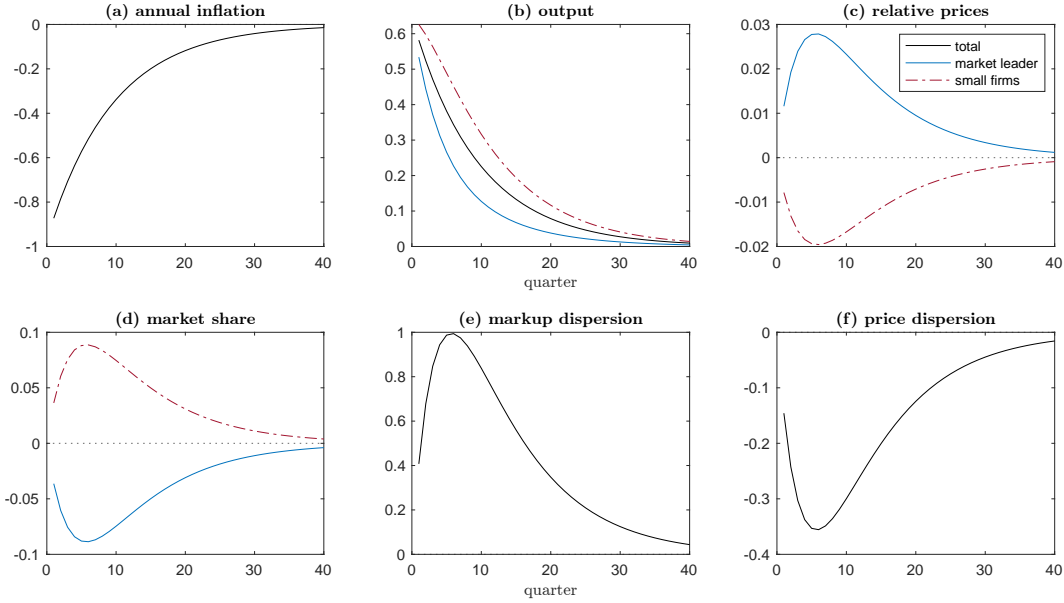 (a) annual inflation
0
-0.2
-0.4
-0.6
-0.8
-1
0 10 20 30 40
(b) output
0.6
0.5
0.4
0.3
0.2
0.1
0
0 10 20 30 40
quarter
(c) relative prices
total
market leader
small firms
0.03
0.02
0.01
0
-0.01
-0.02
0 10 20 30 40
(d) market share
0.1
0.05
0
-0.05
-0.1
0 10 20 30 40
(e) markup dispersion
1
0.8
0.6
0.4
0.2
0
0 10 20 30 40
quarter
(f) price dispersion
0
-0.1
-0.2
-0.3
-0.4
0 10 20 30 40